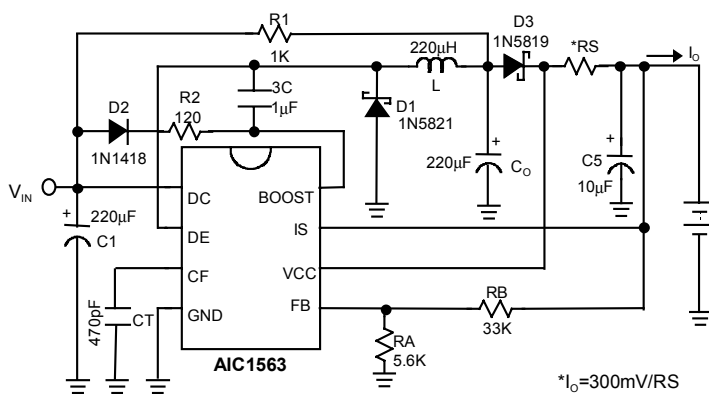 R1
1K
D3
1N5819
*RS
IO
220µH
L
3C
1µF
D2
1N1418
R2
120
D1
1N5821
+
220µF
CO
+
C5
10µF
VIN
+
220µF
C1
DC
BOOST
DE
IS
CF
VCC
GND
FB
470pF
CT
RB
33K
RA
5.6K
AIC1563
*IO=300mV/RS